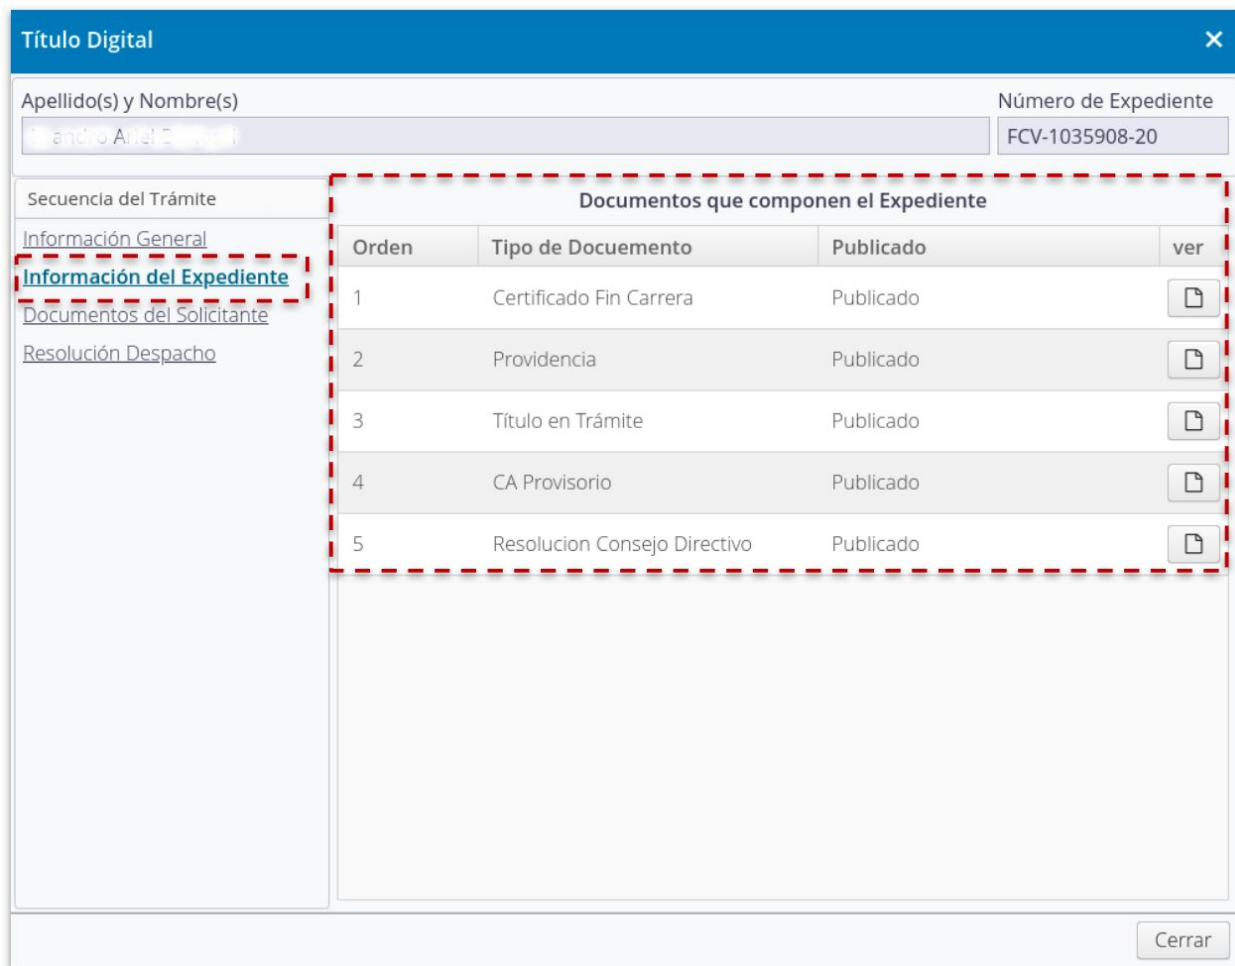 Título Digital
Apellido(s) y Nombre(s) Número de Expediente
Ariel FCV-1035908-20
Secuencia del Trámite
Información General
Información del Expediente
Documentos del Solicitante
Resolución Despacho
Documentos que componen el Expediente
Orden Tipo de Docuemento Publicado ver
1 Certificado Fin Carrera Publicado
2 Providencia Publicado
3 Título en Trámite Publicado
4 CA Provisorio Publicado
5 Resolucion Consejo Directivo Publicado
Cerrar